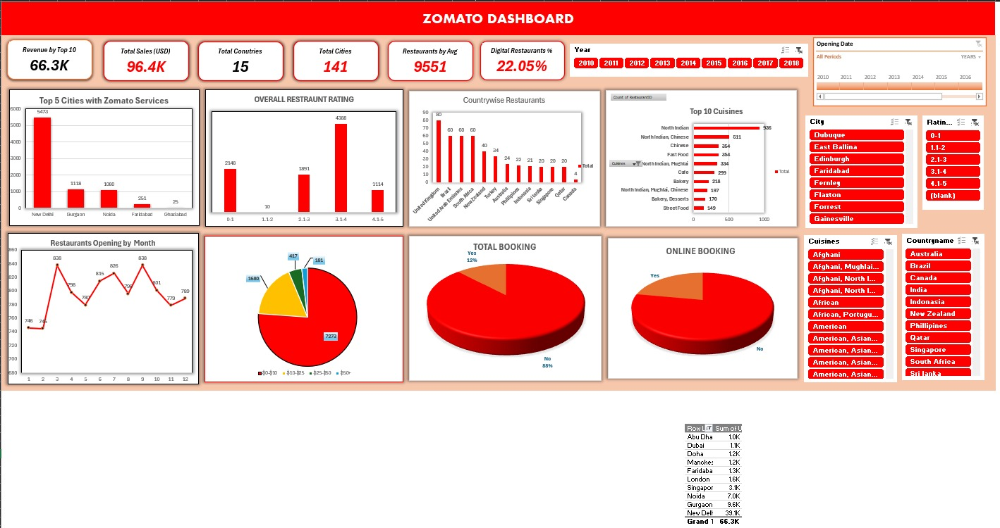 ZOMATO DASHBOARD
Revenue by Top 10
66.3K
Total Sales (USD)
96.4K
Total Conutries
15
Total Cities
141
Restaurants by Avg
9551
Digital Restaurants %
22.05%
Year
2010 2011 2012 2013 2014 2015 2016 2017 2018
Opening Date
All Periods YEARS
2010 2011 2012 2013 2014 2015 2016
Top 5 Cities with Zomato Services
6000
5000
4000
3000
2000
1000
0
5473 1118 1080 251 25
New Delhi Gurgaon Noida Faridabad Ghaziabad
OVERALL RESTRAUNT RATING
2148 10 1891 4388 1114
0-1 1.1-2 2.1-3 3.1-4 4.1-5
Countrywise Restaurants
90
80
70
60
50
40
30
20
10
0
80 60 60 60 40 34 24 22 21 20 20 20 4
United Kingdom
Brazil
United Arab Emirates
South Africa
New Zealand
Turkey
Australia
Phillipines
Indonasia
Sri lanka
Singapore
Qatar
Canada
Total
Count of RestaurantID
Top 10 Cuisines
North Indian 936
North Indian, Chinese 511
Chinese 354
Fast Food 354
Cuisines
North Indian, Mughlai 334
Cafe 299
Bakery 218
North Indian, Mughlai, Chinese 197
Bakery, Desserts 170
Street Food 149
0 500 1000
Total
City
Dubuque
East Ballina
Edinburgh
Faridabad
Fernley
Flaxton
Forrest
Gainesville
Ratin...
0-1
1.1-2
2.1-3
3.1-4
4.1-5
(blank)
Restaurants Opening by Month
860
840
820
800
780
760
740
720
700
680
746 745 838 798 780 815 826 796 838 801 779 789
1 2 3 4 5 6 7 8 9 10 11 12
417
181
1680
7273
$0-$10 $10-$25 $25-$50 $50+
TOTAL BOOKING
Yes
12%
No
88%
ONLINE BOOKING
Yes
No
Cuisines
Afghani
Afghani, Mughlai...
Afghani, North I...
Afghani, North I...
African
African, Portugu...
American
American, Asian...
American, Asian...
American, Asian...
American, Asian...
Countryname
Australia
Brazil
Canada
India
Indonasia
New Zealand
Phillipines
Qatar
Singapore
South Africa
Sri lanka
Row L Sum of U
Abu Dha 1.0K
Dubai 1.1K
Doha 1.2K
Manches 1.2K
Faridaba 1.3K
London 1.6K
Singapor 3.1K
Noida 7.0K
Gurgaon 9.6K
New Delh 39.1K
Grand T 66.3K